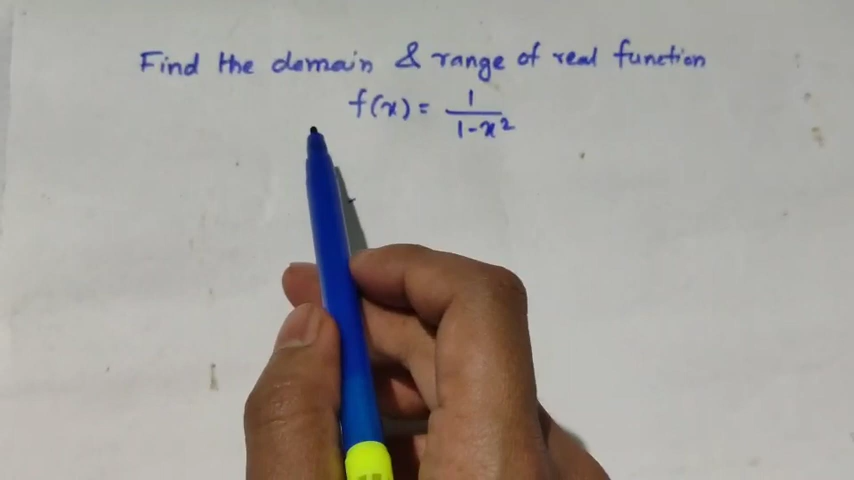 Find the domain & range of real function
f(x) = 1/(1-x²)